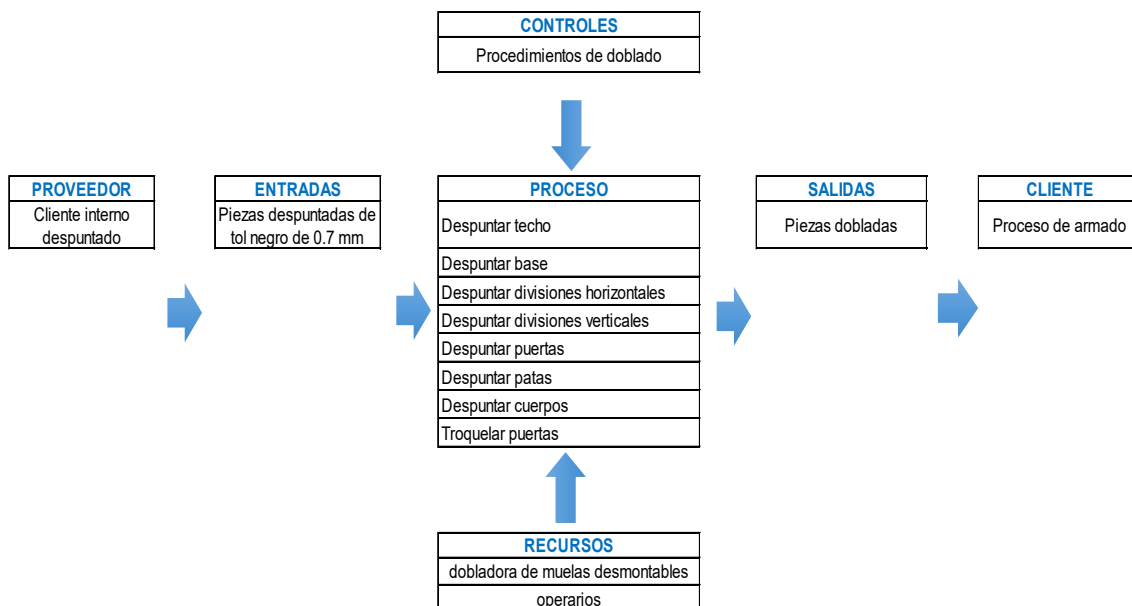 CONTROLES
Procedimientos de doblado
PROVEEDOR
Cliente interno
despuntado
ENTRADAS
Piezas despuntadas de
tol negro de 0.7 mm
PROCESO
Despuntar techo
Despuntar base
Despuntar divisiones horizontales
Despuntar divisiones verticales
Despuntar puertas
Despuntar patas
Despuntar cuerpos
Troquelar puertas
SALIDAS
Piezas dobladas
CLIENTE
Proceso de armado
RECURSOS
dobladora de muelas desmontables
operarios